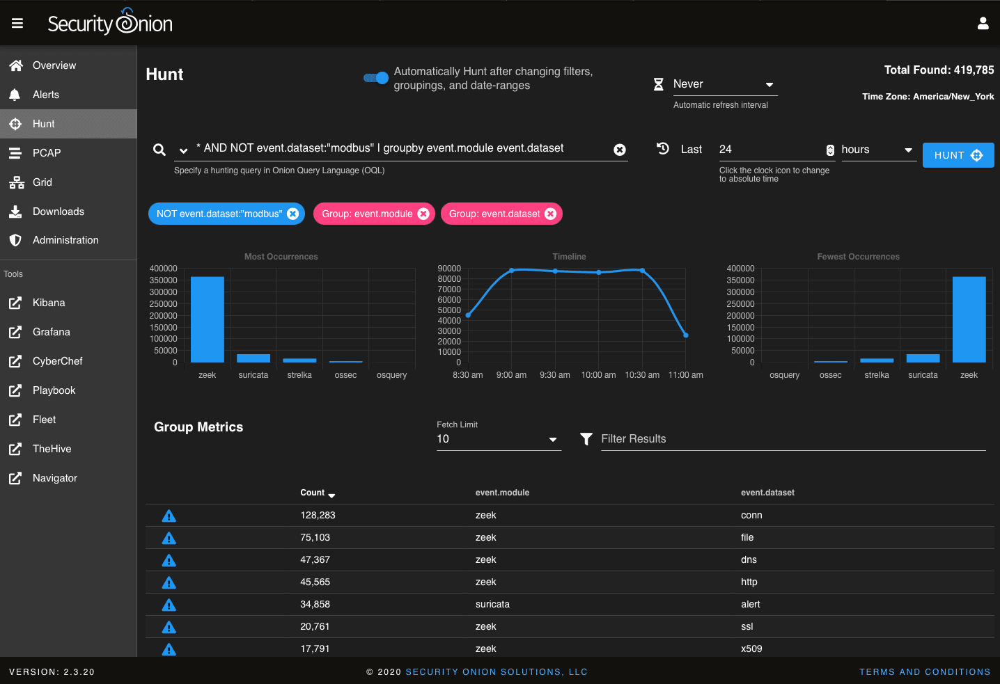 Security Onion
Overview
Alerts
Hunt
PCAP
Grid
Downloads
Administration
Tools
Kibana
Grafana
CyberChef
Playbook
Fleet
TheHive
Navigator
Hunt
Automatically Hunt after changing filters,
groupings, and date-ranges
Never
Automatic refresh interval
Total Found: 419,785
Time Zone: America/New_York
* AND NOT event.dataset:"modbus" | groupby event.module event.dataset
Specify a hunting query in Onion Query Language (OQL)
Last 24 hours
Click the clock icon to change
to absolute time
HUNT
NOT event.dataset:"modbus" Group: event.module Group: event.dataset
Most Occurrences
400000
350000
300000
250000
200000
150000
100000
50000
0
zeek suricata strelka ossec osquery
Timeline
90000
80000
70000
60000
50000
40000
30000
20000
10000
0
8:30 am 9:00 am 9:30 am 10:00 am 10:30 am 11:00 am
Fewest Occurrences
400000
350000
300000
250000
200000
150000
100000
50000
0
osquery ossec strelka suricata zeek
Group Metrics
Fetch Limit
10
Filter Results
Count event.module event.dataset
128,283 zeek conn
75,103 zeek file
47,367 zeek dns
45,565 zeek http
34,858 suricata alert
20,761 zeek ssl
17,791 zeek x509
VERSION: 2.3.20
© 2020 SECURITY ONION SOLUTIONS, LLC
TERMS AND CONDITIONS